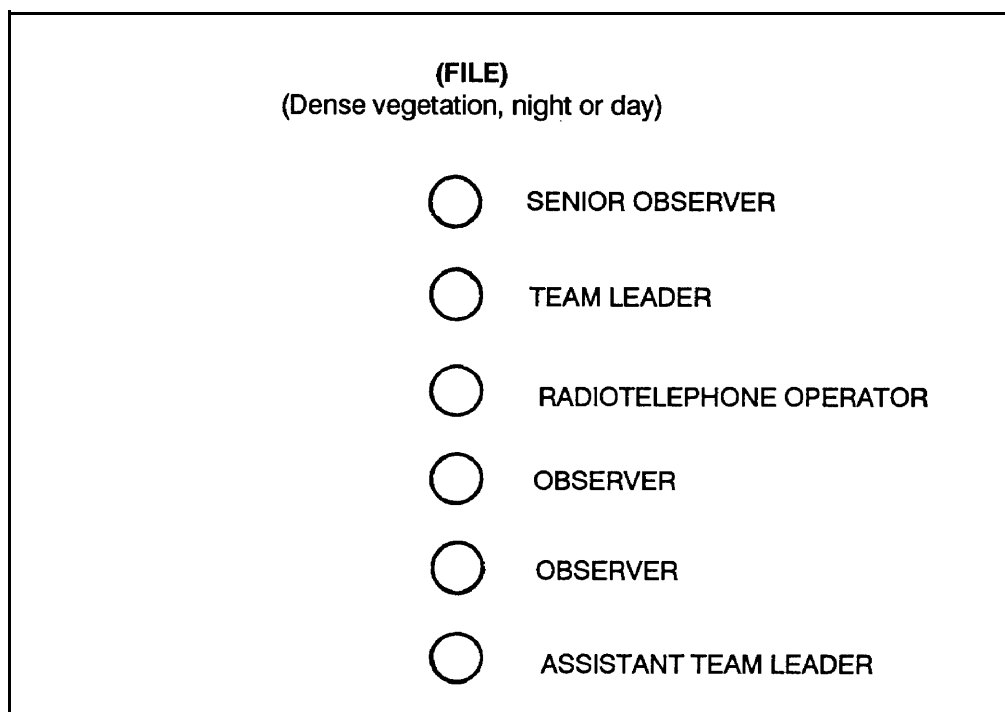 (FILE)
(Dense vegetation, night or day)
SENIOR OBSERVER
TEAM LEADER
RADIOTELEPHONE OPERATOR
OBSERVER
OBSERVER
ASSISTANT TEAM LEADER